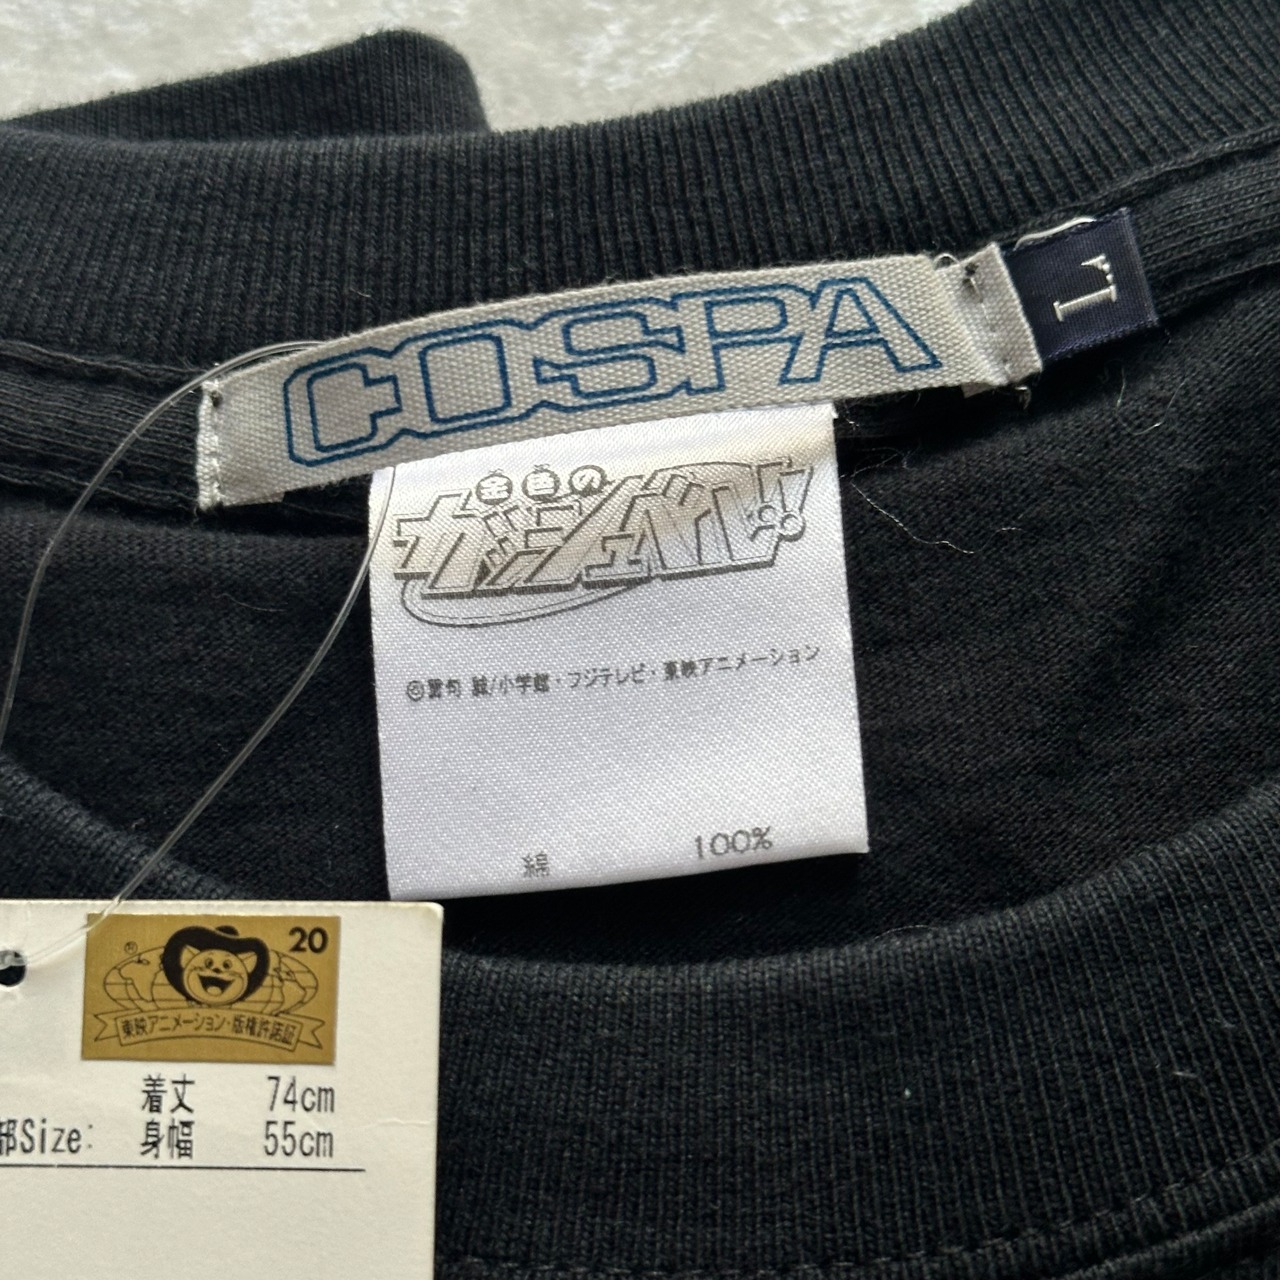 COSPA
L
金色の
ガッシュベル!!
©雷句 誠/小学館・フジテレビ・東映アニメーション
綿 100%
® 20
東映アニメーション・版権許諾証
着丈 74cm
部Size: 身幅 55cm